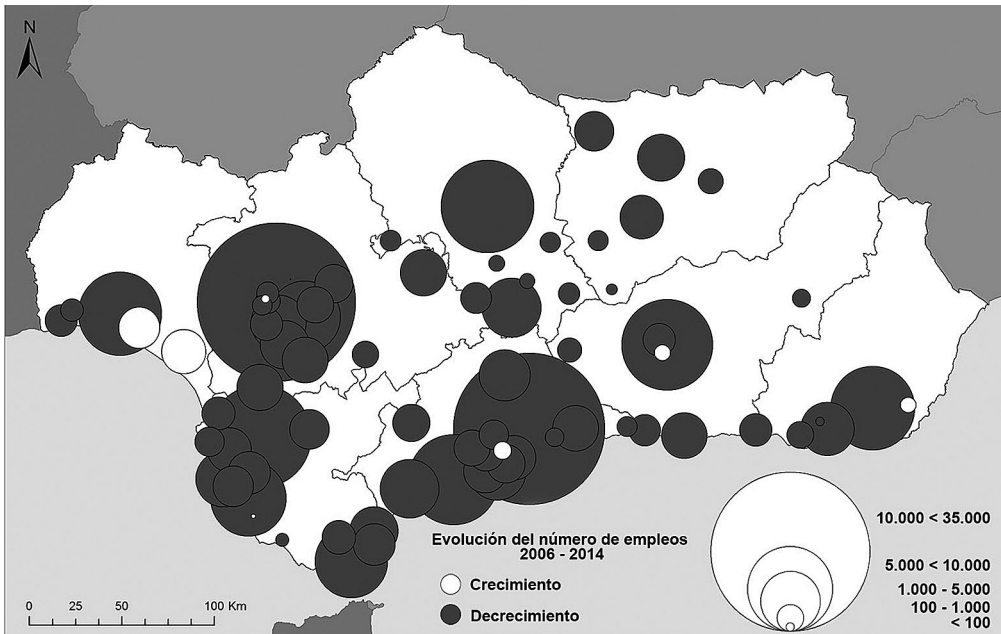 N
10.000 < 35.000
5.000 < 10.000
1.000 - 5.000
100 - 1.000
< 100
Evolución del número de empleos
2006 - 2014
Crecimiento
Decrecimiento
0 25 50 100 Km